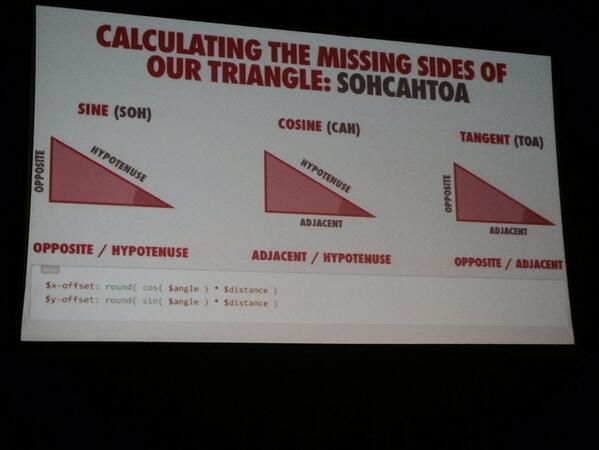 CALCULATING THE MISSING SIDES OF
OUR TRIANGLE: SOHCAHTOA
SINE (SOH)
OPPOSITE
HYPOTENUSE
OPPOSITE / HYPOTENUSE
COSINE (CAH)
HYPOTENUSE
ADJACENT
ADJACENT / HYPOTENUSE
TANGENT (TOA)
OPPOSITE
ADJACENT
OPPOSITE / ADJACENT
$x-offset: round( cos( $angle ) * $distance )
$y-offset: round( sin( $angle ) * $distance )